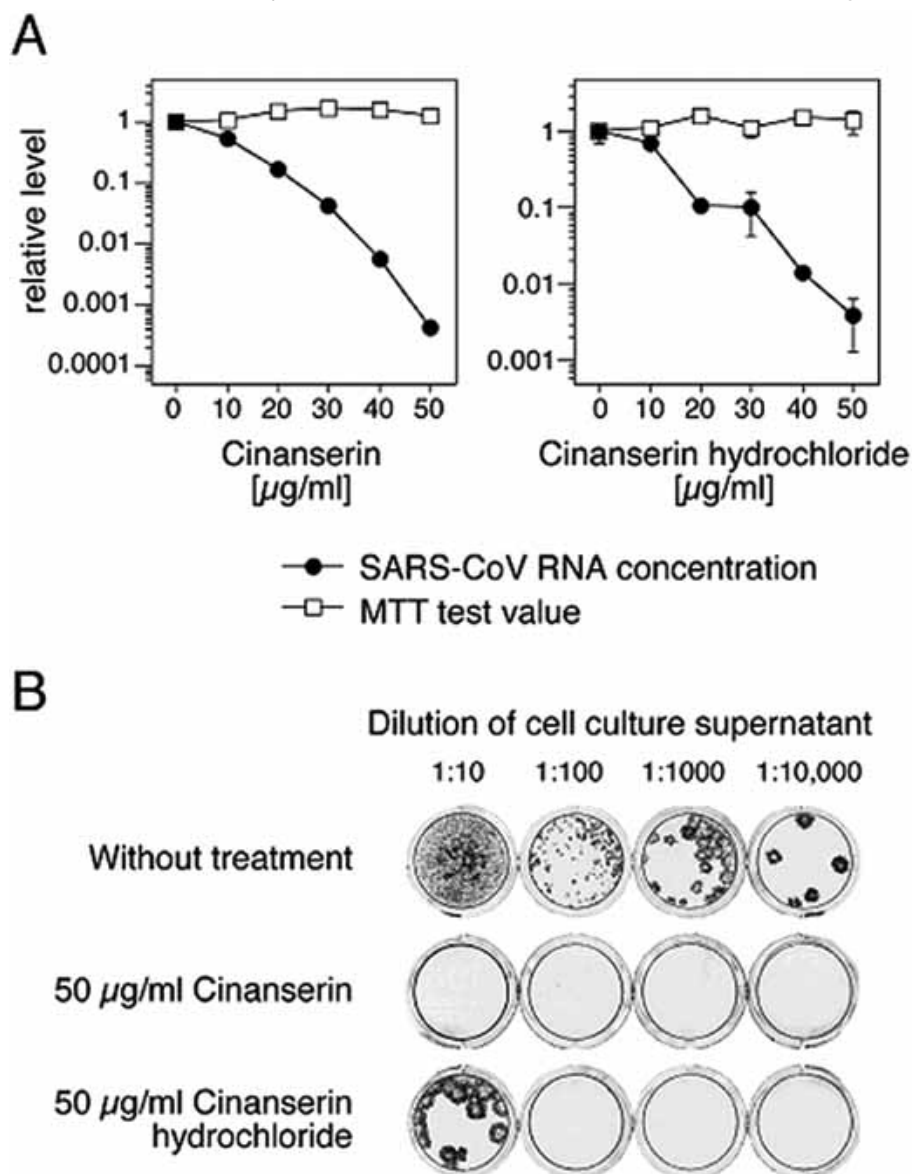 A
relative level
1
0.1
0.01
0.001
0.0001
0 10 20 30 40 50
Cinanserin
[µg/ml]
1
0.1
0.01
0.001
0 10 20 30 40 50
Cinanserin hydrochloride
[µg/ml]
SARS-CoV RNA concentration
MTT test value
B
Dilution of cell culture supernatant
1:10 1:100 1:1000 1:10,000
Without treatment
50 µg/ml Cinanserin
50 µg/ml Cinanserin
hydrochloride